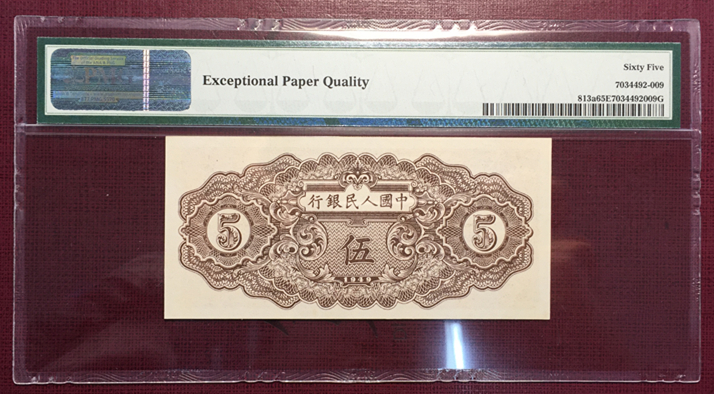 Sixty Five
Exceptional Paper Quality
7034492-009
813a65E7034492009G
行銀民人國中
5 伍 5